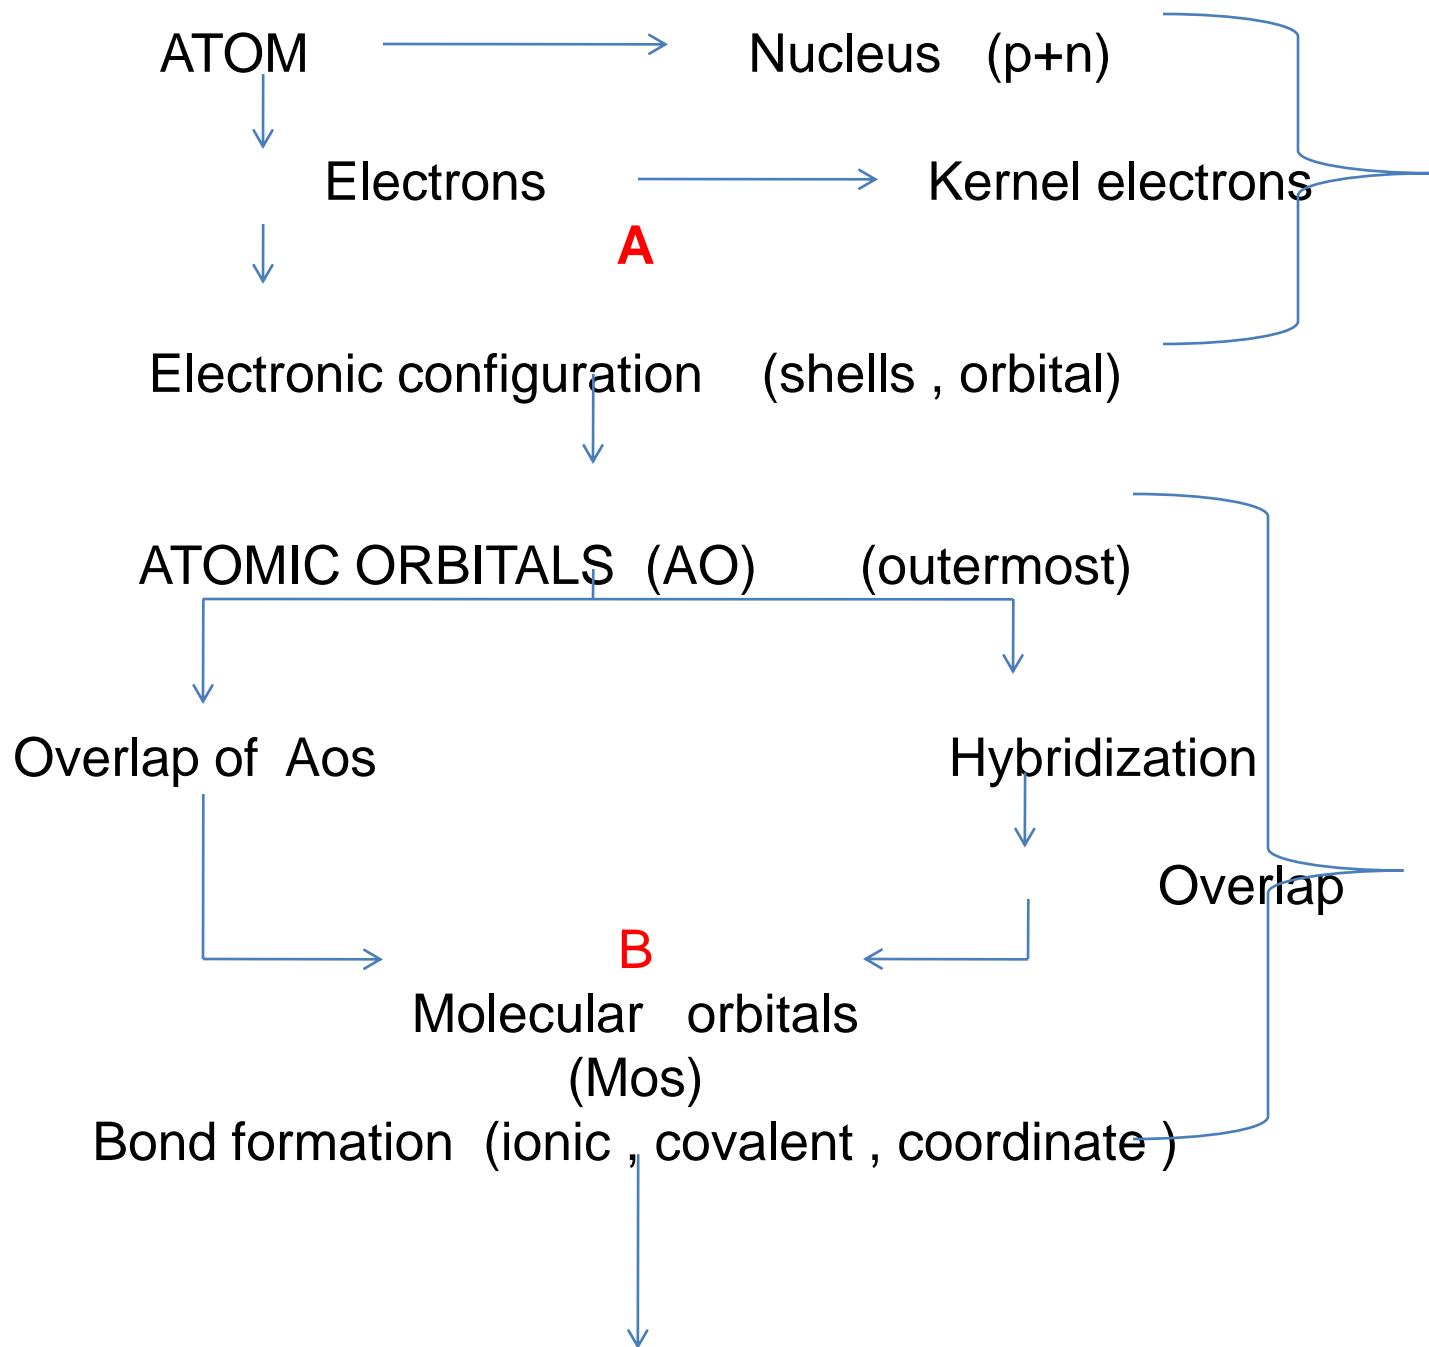 ATOM Nucleus (p+n)
Electrons Kernel electrons
A
Electronic configuration (shells , orbital)
ATOMIC ORBITALS (AO) (outermost)
Overlap of Aos Hybridization
Overlap
B
Molecular orbitals
(Mos)
Bond formation (ionic , covalent , coordinate )